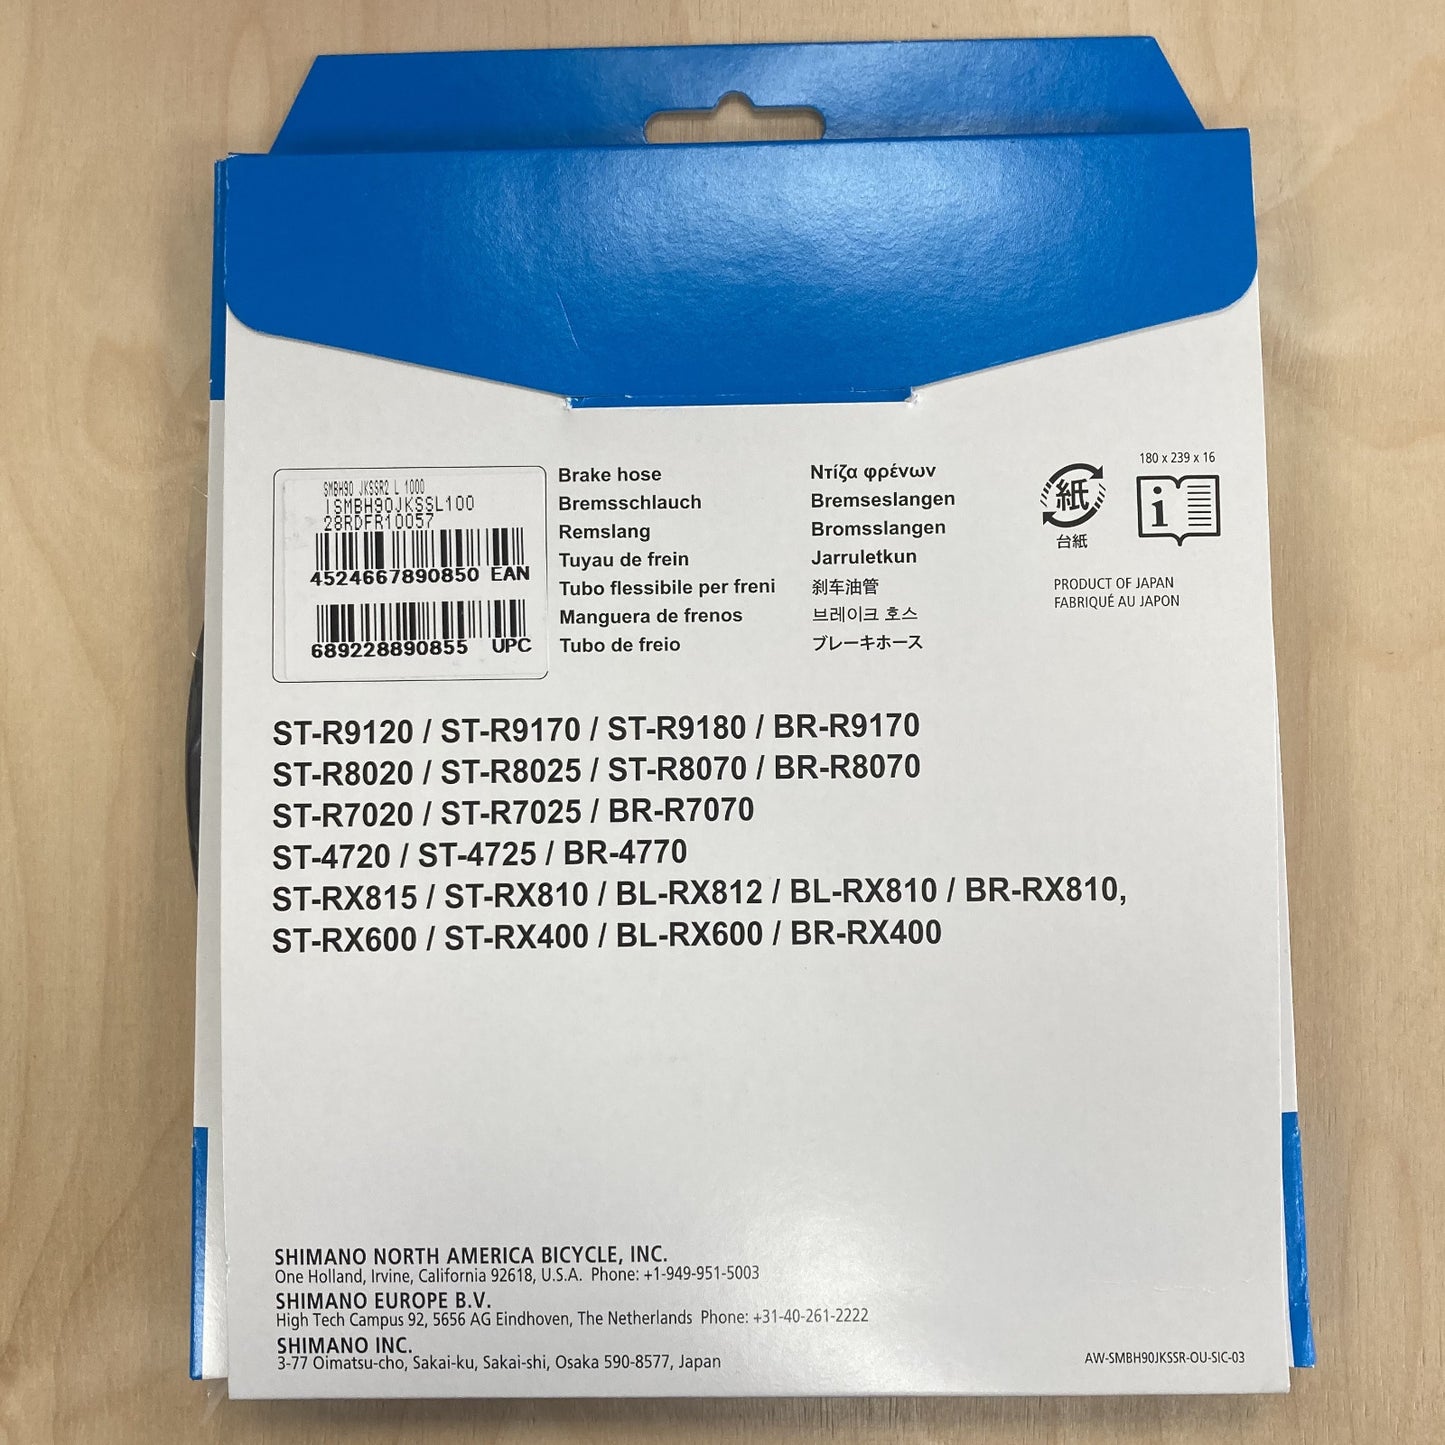 SMBH90 JKSSR2 L 1000
ISMBH90JKSSL100
28RDFR10057
4524667890850 EAN
689228890855 UPC
Brake hose
Bremsschlauch
Remslang
Tuyau de frein
Tubo flessibile per freni
Manguera de frenos
Tubo de freio
Ντίζα φρένων
Bremseslangen
Bromsslangen
Jarruletkun
刹车油管
브레이크 호스
ブレーキホース
紙
台紙
180 x 239 x 16
i
PRODUCT OF JAPAN
FABRIQUÉ AU JAPON
ST-R9120 / ST-R9170 / ST-R9180 / BR-R9170
ST-R8020 / ST-R8025 / ST-R8070 / BR-R8070
ST-R7020 / ST-R7025 / BR-R7070
ST-4720 / ST-4725 / BR-4770
ST-RX815 / ST-RX810 / BL-RX812 / BL-RX810 / BR-RX810,
ST-RX600 / ST-RX400 / BL-RX600 / BR-RX400
SHIMANO NORTH AMERICA BICYCLE, INC.
One Holland, Irvine, California 92618, U.S.A. Phone: +1-949-951-5003
SHIMANO EUROPE B.V.
High Tech Campus 92, 5656 AG Eindhoven, The Netherlands Phone: +31-40-261-2222
SHIMANO INC.
3-77 Oimatsu-cho, Sakai-ku, Sakai-shi, Osaka 590-8577, Japan
AW-SMBH90JKSSR-OU-SIC-03